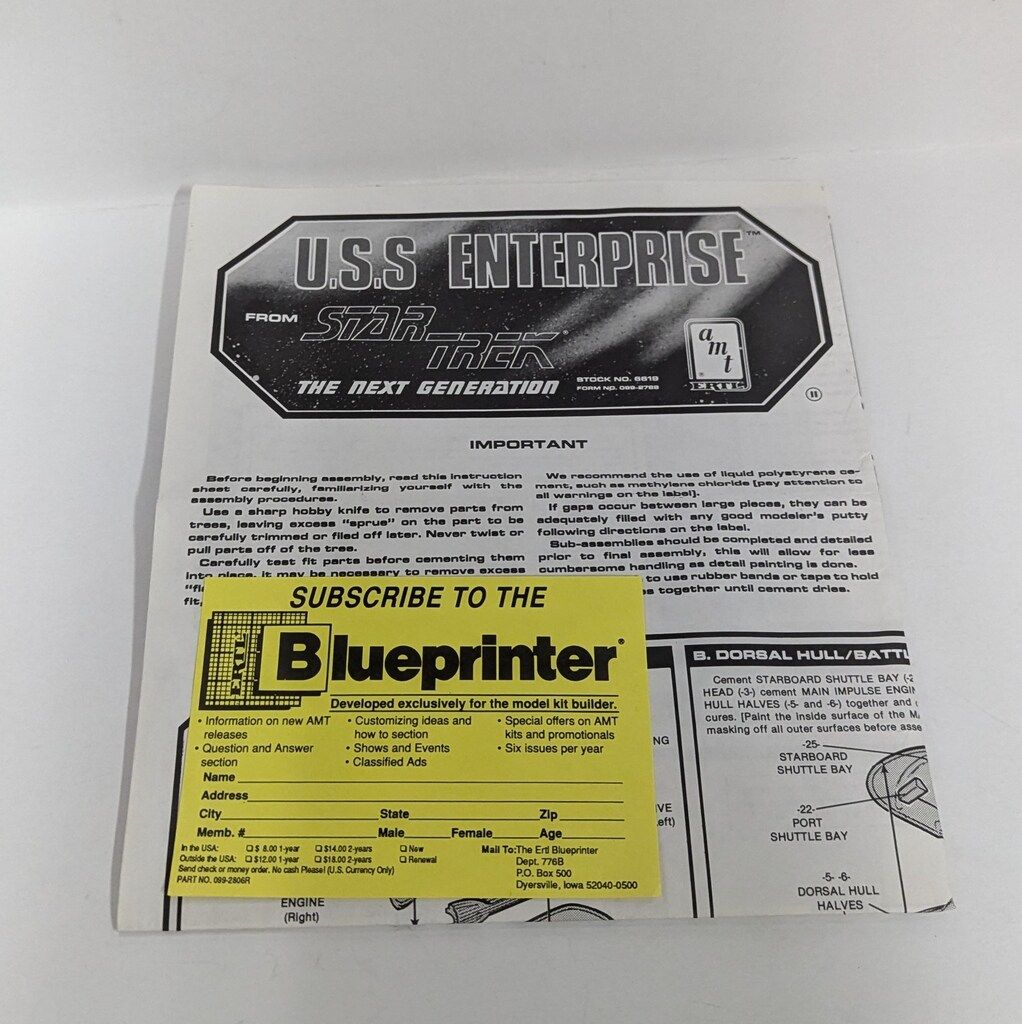 U.S.S ENTERPRISE™
FROM STAR TREK®
THE NEXT GENERATION
STOCK NO. 6619
FORM NO. 099-2769
amt
®
ERTL
11
IMPORTANT
Before beginning assembly, read this instruction
sheet carefully, familiarizing yourself with the
assembly procedures.
Use a sharp hobby knife to remove parts from
trees, leaving excess "sprue" on the part to be
carefully trimmed or filed off later. Never twist or
pull parts off of the tree.
Carefully test fit parts before cementing them
into place, it may be necessary to remove excess
fit,
We recommend the use of liquid polystyrene ce-
ment, such as methylene chloride [pay attention to
all warnings on the label].
If gaps occur between large pieces, they can be
adequately filled with any good modeler's putty
following directions on the label.
Sub-assemblies should be completed and detailed
prior to final assembly, this will allow for less
cumbersome handling as detail painting is done.
to use rubber bands or tape to hold
together until cement dries.
SUBSCRIBE TO THE
ERTL
Blueprinter®
Developed exclusively for the model kit builder.
• Information on new AMT
releases
• Question and Answer
section
• Customizing ideas and
how to section
• Shows and Events
• Classified Ads
• Special offers on AMT
kits and promotionals
• Six issues per year
Name
Address
City State Zip
Memb. # Male Female Age
In the USA: ☐ $ 8.00 1-year ☐ $14.00 2-years ☐ New
Outside the USA: ☐ $12.00 1-year ☐ $18.00 2-years ☐ Renewal
Send check or money order. No cash Please! (U.S. Currency Only)
PART NO. 099-2806R
Mail To: The Ertl Blueprinter
Dept. 776B
P.O. Box 500
Dyersville, Iowa 52040-0500
ENGINE
(Right)
B. DORSAL HULL/BATTL
Cement STARBOARD SHUTTLE BAY (-2
HEAD (-3-) cement MAIN IMPULSE ENGIN
HULL HALVES (-5- and -6-) together and
cures. [Paint the inside surface of the
masking off all outer surfaces before asse
-25-
STARBOARD
SHUTTLE BAY
-22-
PORT
SHUTTLE BAY
-5- -6-
DORSAL HULL
HALVES